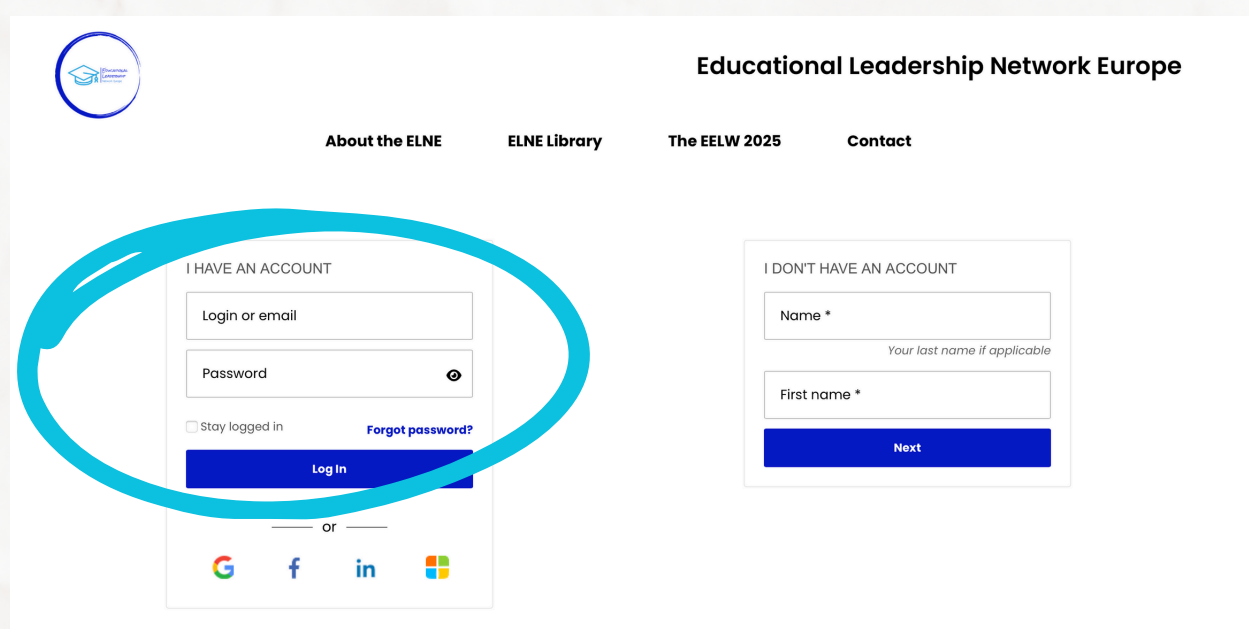 Educational
Leadership
Educational Leadership Network Europe
About the ELNE
ELNE Library
The EELW 2025
Contact
I HAVE AN ACCOUNT
Login or email
Password
Stay logged in
Forgot password?
Log In
or
I DON'T HAVE AN ACCOUNT
Name *
Your last name if applicable
First name *
Next